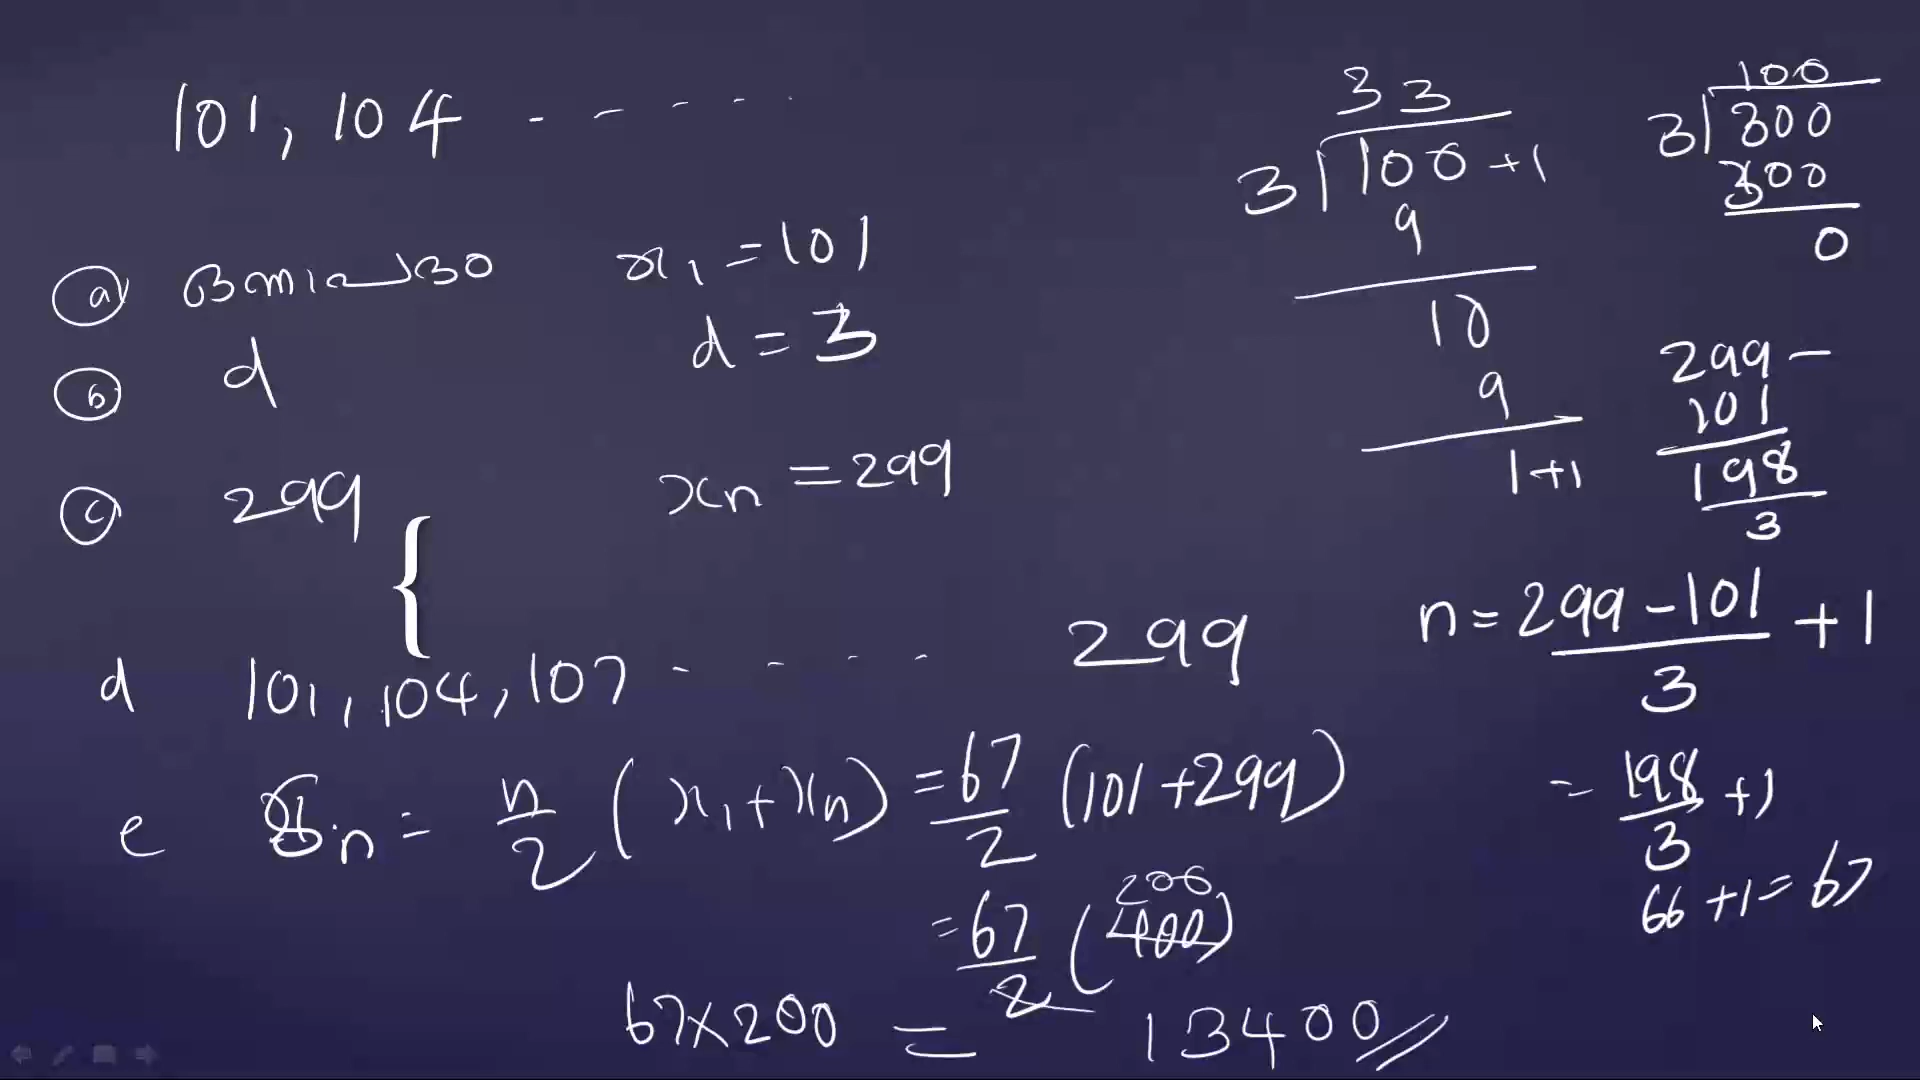 101, 104 - - - - -
a x₁ = 101
b d d = 3
c 299 xn = 299
{
d 101, 104, 107 - - - - 299
e Sn = n/2 (x₁ + xn) = 67/2 (101 + 299)
= 67/2 (400) 200
67 x 200 = 13400
33
3 100 + 1
9
10
9
1 + 1
100
3 300
300
0
299 -
101
198
3
n = 299 - 101 / 3 + 1
= 198 / 3 + 1
66 + 1 = 67